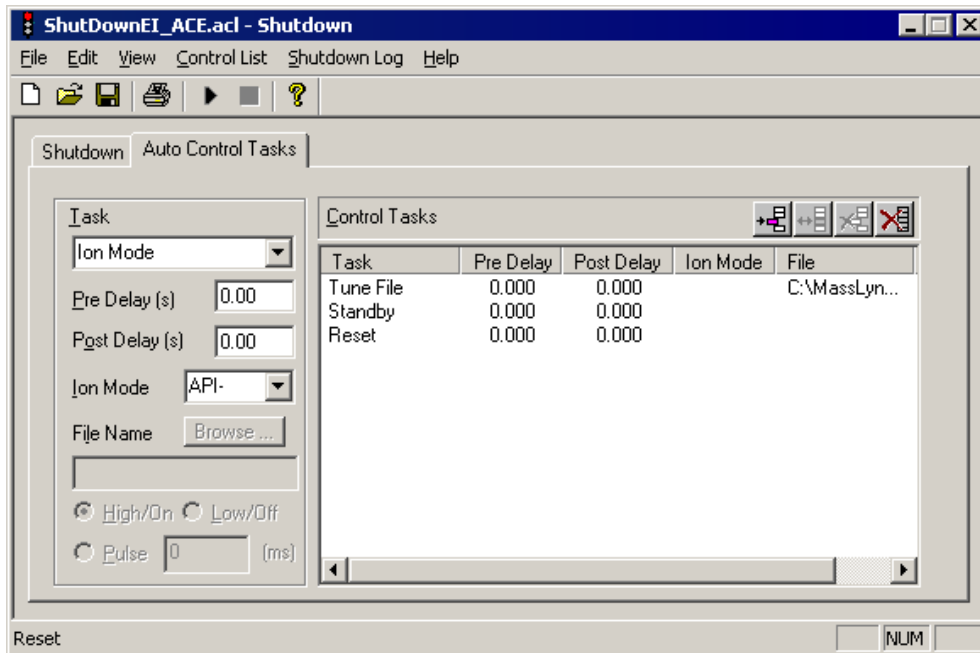 ShutDownEI_ACE.acl - Shutdown
File Edit View Control List Shutdown Log Help
Shutdown Auto Control Tasks
Task
Ion Mode
Pre Delay (s) 0.00
Post Delay (s) 0.00
Ion Mode API-
File Name Browse ...
High/On Low/Off
Pulse 0 (ms)
Control Tasks
Task Pre Delay Post Delay Ion Mode File
Tune File 0.000 0.000 C:\MassLyn...
Standby 0.000 0.000
Reset 0.000 0.000
Reset NUM